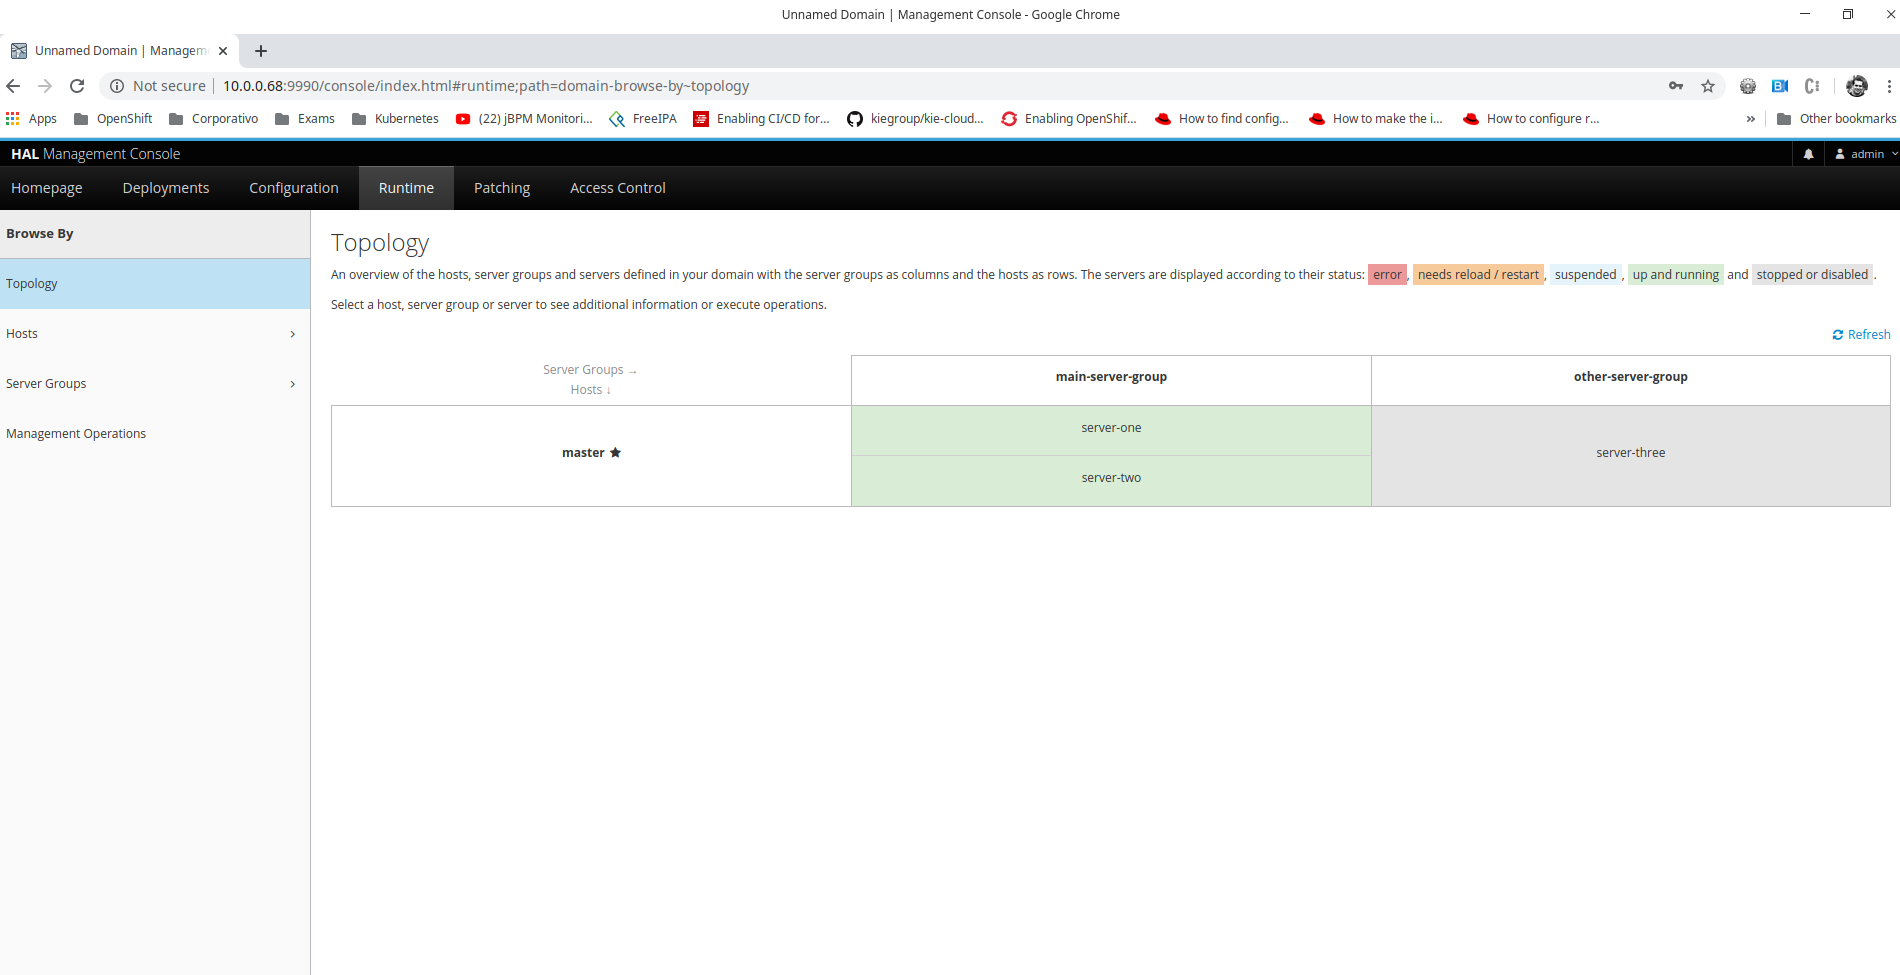 Unnamed Domain | Management Console - Google Chrome
Unnamed Domain | Managem
Not secure | 10.0.0.68:9990/console/index.html#runtime;path=domain-browse-by~topology
Apps OpenShift Corporativo Exams Kubernetes (22) jBPM Monitori... FreeIPA Enabling CI/CD for... kiegroup/kie-cloud... Enabling OpenShif... How to find config... How to make the i... How to configure r... » Other bookmarks
HAL Management Console admin
Homepage Deployments Configuration Runtime Patching Access Control
Browse By
Topology
Hosts
Server Groups
Management Operations
Topology
An overview of the hosts, server groups and servers defined in your domain with the server groups as columns and the hosts as rows. The servers are displayed according to their status: error, needs reload / restart, suspended, up and running and stopped or disabled.
Select a host, server group or server to see additional information or execute operations.
Refresh
Server Groups →
Hosts ↓
main-server-group
other-server-group
master ★
server-one
server-two
server-three